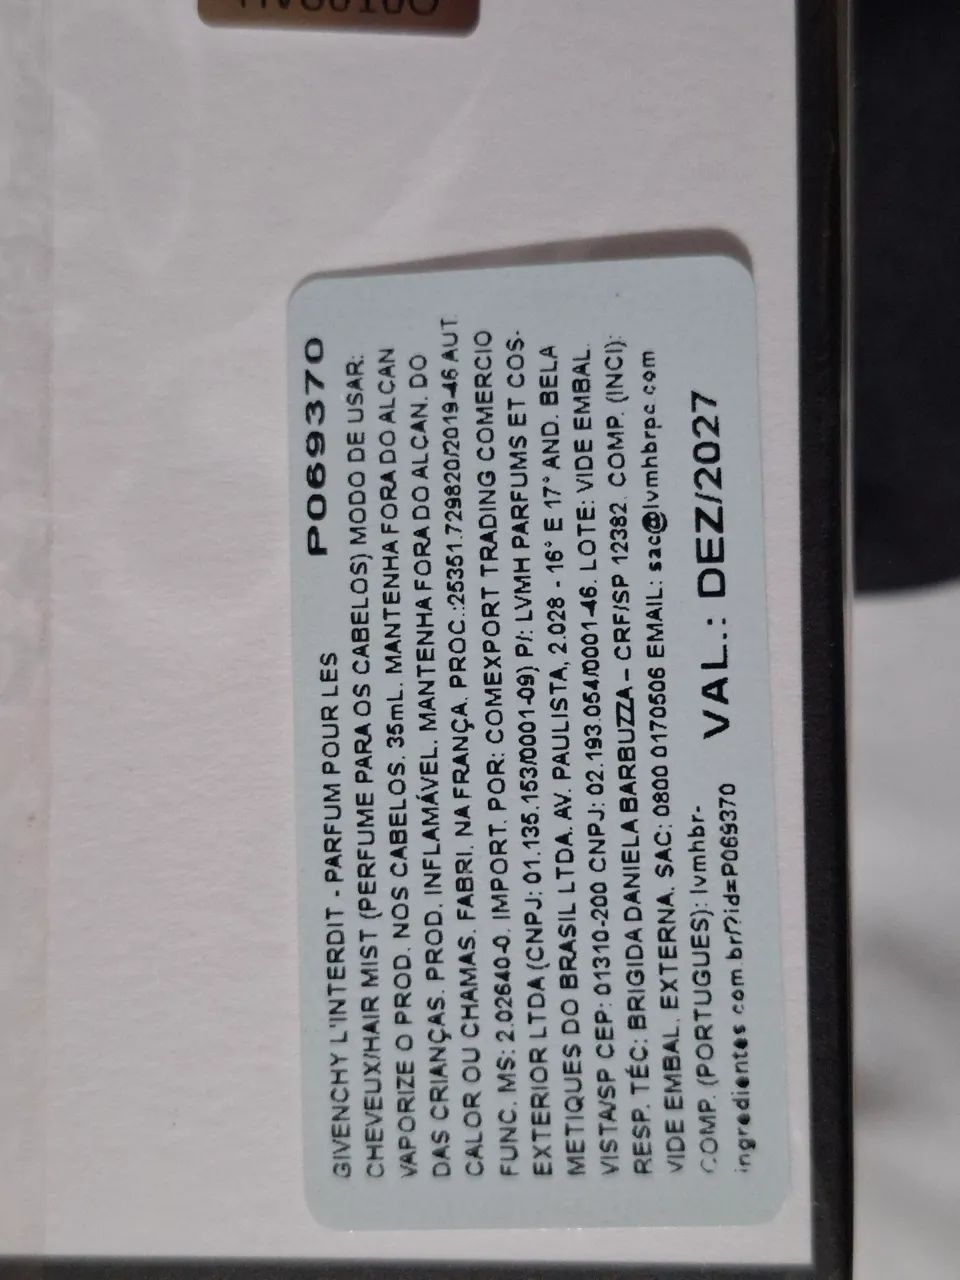 P069370
GIVENCHY L'INTERDIT - PARFUM POUR LES
CHEVEUX/HAIR MIST (PERFUME PARA OS CABELOS) MODO DE USAR:
VAPORIZE O PROD. NOS CABELOS. 35mL. MANTENHA FORA DO ALCAN
DAS CRIANÇAS. PROD. INFLAMÁVEL. MANTENHA FORA DO ALCAN. DO
CALOR OU CHAMAS. FABRI. NA FRANÇA. PROC.:25351.729820/2019-46 AUT.
FUNC. MS: 2.02640-0. IMPORT. POR: COMEXPORT TRADING COMERCIO
EXTERIOR LTDA (CNPJ: 01.135.153/0001-09) P/: LVMH PARFUMS ET COS-
METIQUES DO BRASIL LTDA. AV. PAULISTA, 2.028 - 16° E 17° AND. BELA
VISTA/SP CEP: 01310-200 CNPJ: 02.193.054/0001-46. LOTE: VIDE EMBAL.
RESP. TÉC: BRIGIDA DANIELA BARBUZZA - CRF/SP 12382. COMP. (INCI):
VIDE EMBAL. EXTERNA. SAC: 0800 0170506 EMAIL: sac@lvmhbrpc.com
COMP. (PORTUGUES): lvmhbr-
ingredientes.com.br/?id=P069370
VAL.: DEZ/2027